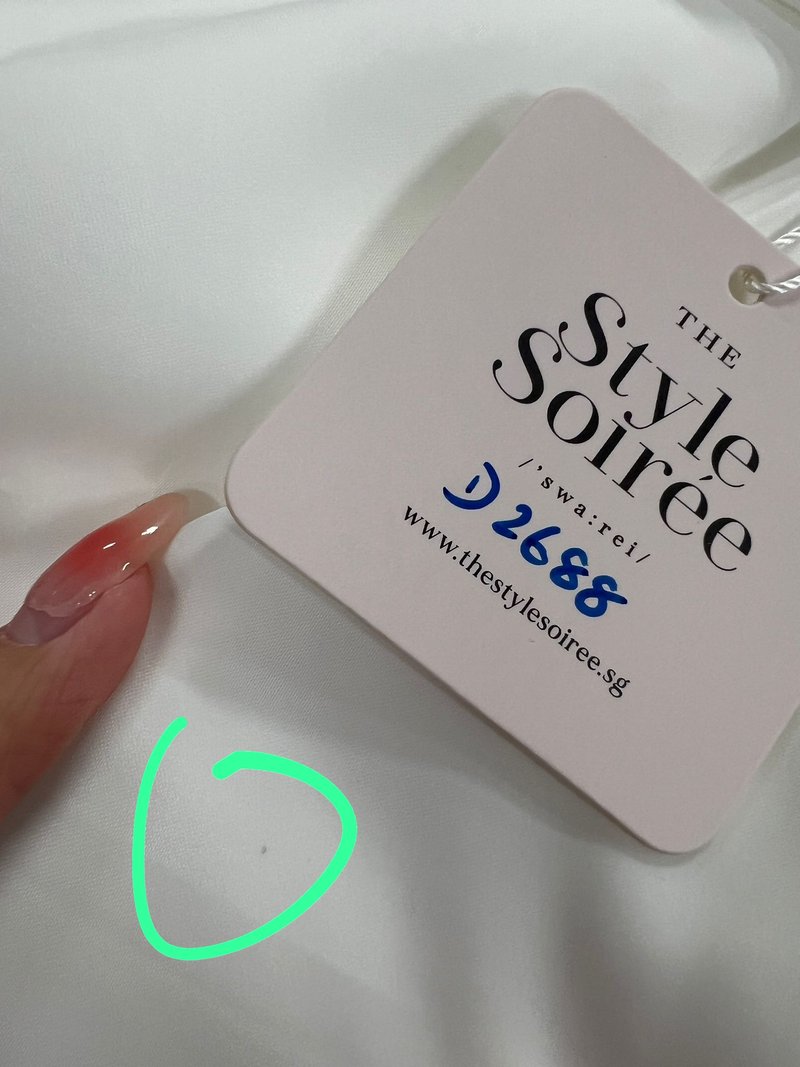 THE
Style
Soirée
/'swa:rei/
D2688
www.thestylesoiree.sg